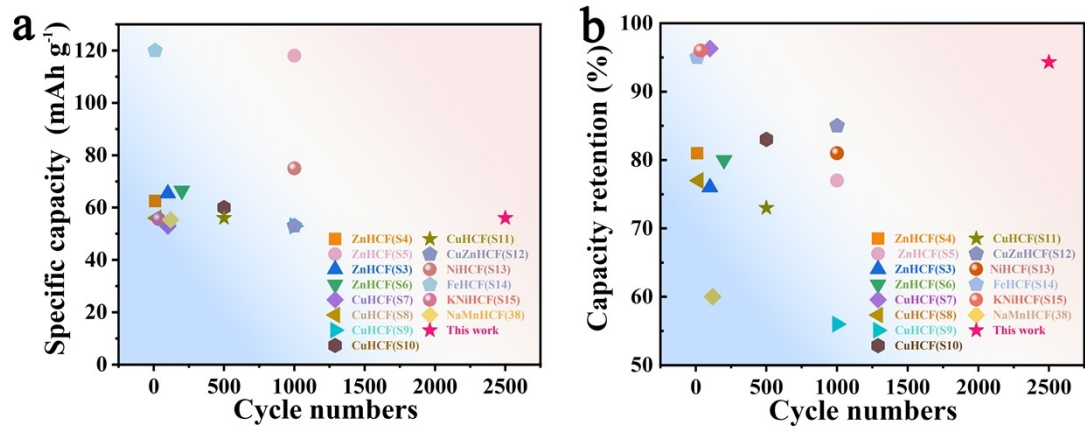 a
Specific capacity (mAh g⁻¹)
120
100
80
60
40
20
0
0 500 1000 1500 2000 2500
Cycle numbers
ZnHCF(S4)
ZnHCF(S5)
ZnHCF(S3)
ZnHCF(S6)
CuHCF(S7)
CuHCF(S8)
CuHCF(S9)
CuHCF(S10)
CuHCF(S11)
CuZnHCF(S12)
NiHCF(S13)
FeHCF(S14)
KNiHCF(S15)
NaMnHCF(38)
This work
b
Capacity retention (%)
100
90
80
70
60
50
0 500 1000 1500 2000 2500
Cycle numbers
ZnHCF(S4)
ZnHCF(S5)
ZnHCF(S3)
ZnHCF(S6)
CuHCF(S7)
CuHCF(S8)
CuHCF(S9)
CuHCF(S10)
CuHCF(S11)
CuZnHCF(S12)
NiHCF(S13)
FeHCF(S14)
KNiHCF(S15)
NaMnHCF(38)
This work